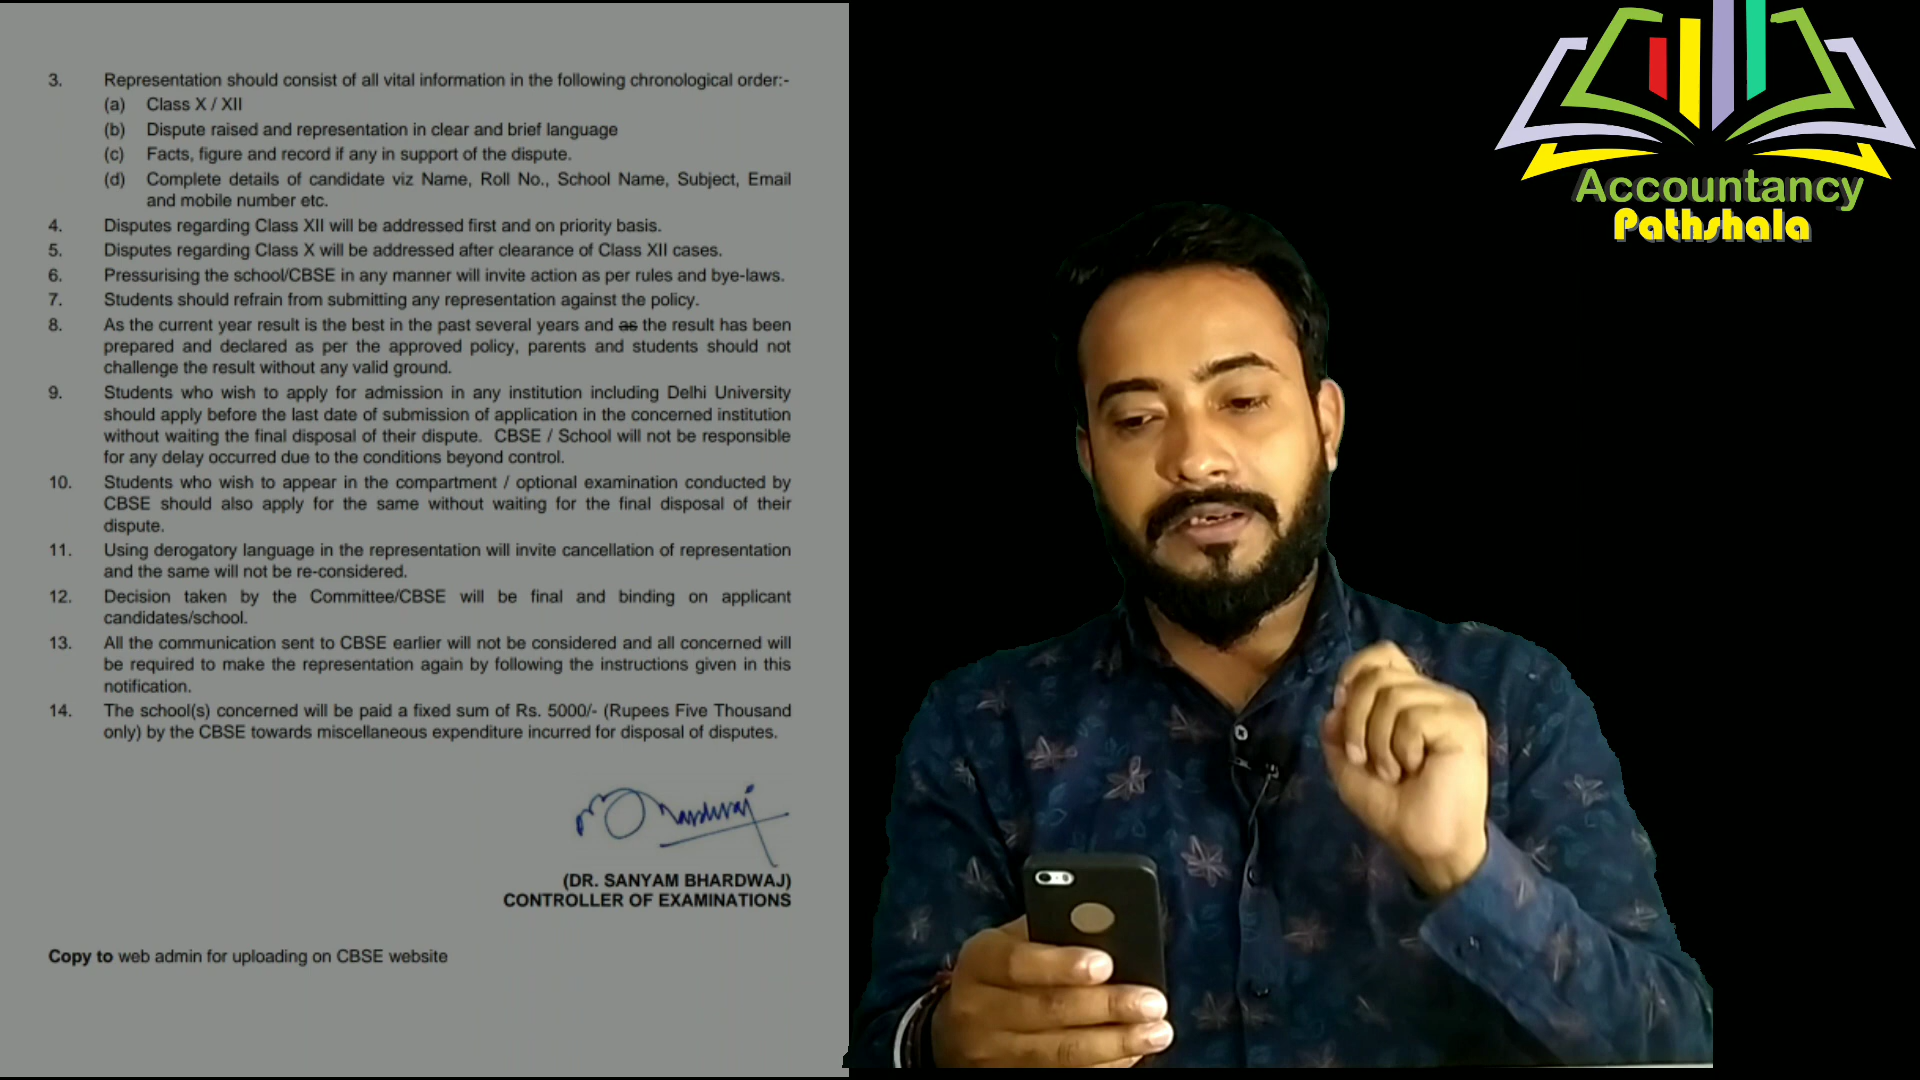 3. Representation should consist of all vital information in the following chronological order:-
(a) Class X / XII
(b) Dispute raised and representation in clear and brief language
(c) Facts, figure and record if any in support of the dispute.
(d) Complete details of candidate viz Name, Roll No., School Name, Subject, Email
and mobile number etc.
4. Disputes regarding Class XII will be addressed first and on priority basis.
5. Disputes regarding Class X will be addressed after clearance of Class XII cases.
6. Pressurising the school/CBSE in any manner will invite action as per rules and bye-laws.
7. Students should refrain from submitting any representation against the policy.
8. As the current year result is the best in the past several years and as the result has been
prepared and declared as per the approved policy, parents and students should not
challenge the result without any valid ground.
9. Students who wish to apply for admission in any institution including Delhi University
should apply before the last date of submission of application in the concerned institution
without waiting the final disposal of their dispute. CBSE / School will not be responsible
for any delay occurred due to the conditions beyond control.
10. Students who wish to appear in the compartment / optional examination conducted by
CBSE should also apply for the same without waiting for the final disposal of their
dispute.
11. Using derogatory language in the representation will invite cancellation of representation
and the same will not be re-considered.
12. Decision taken by the Committee/CBSE will be final and binding on applicant
candidates/school.
13. All the communication sent to CBSE earlier will not be considered and all concerned will
be required to make the representation again by following the instructions given in this
notification.
14. The school(s) concerned will be paid a fixed sum of Rs. 5000/- (Rupees Five Thousand
only) by the CBSE towards miscellaneous expenditure incurred for disposal of disputes.
(DR. SANYAM BHARDWAJ)
CONTROLLER OF EXAMINATIONS
Copy to web admin for uploading on CBSE website
Accountancy
Pathshala